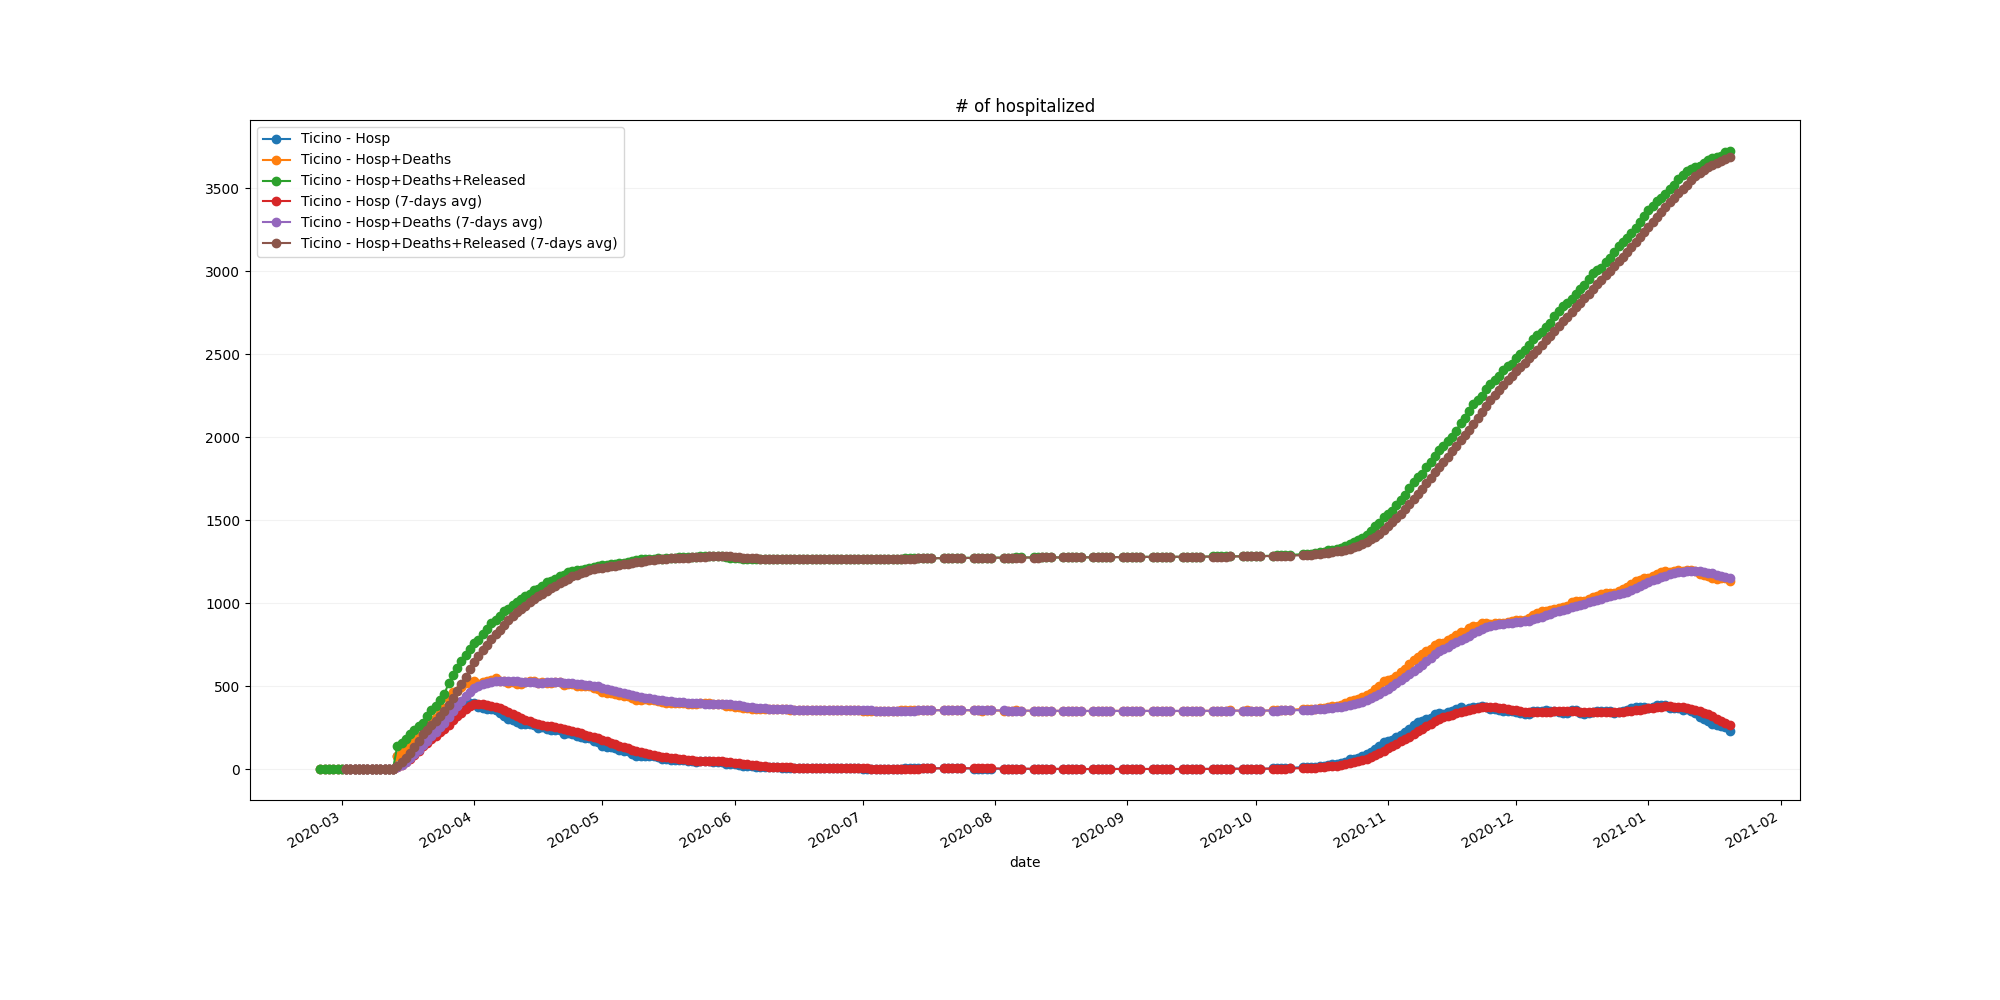 # of hospitalized
Ticino - Hosp
Ticino - Hosp+Deaths
Ticino - Hosp+Deaths+Released
Ticino - Hosp (7-days avg)
Ticino - Hosp+Deaths (7-days avg)
Ticino - Hosp+Deaths+Released (7-days avg)
3500
3000
2500
2000
1500
1000
500
0
2020-03
2020-04
2020-05
2020-06
2020-07
2020-08
2020-09
2020-10
2020-11
2020-12
2021-01
2021-02
date